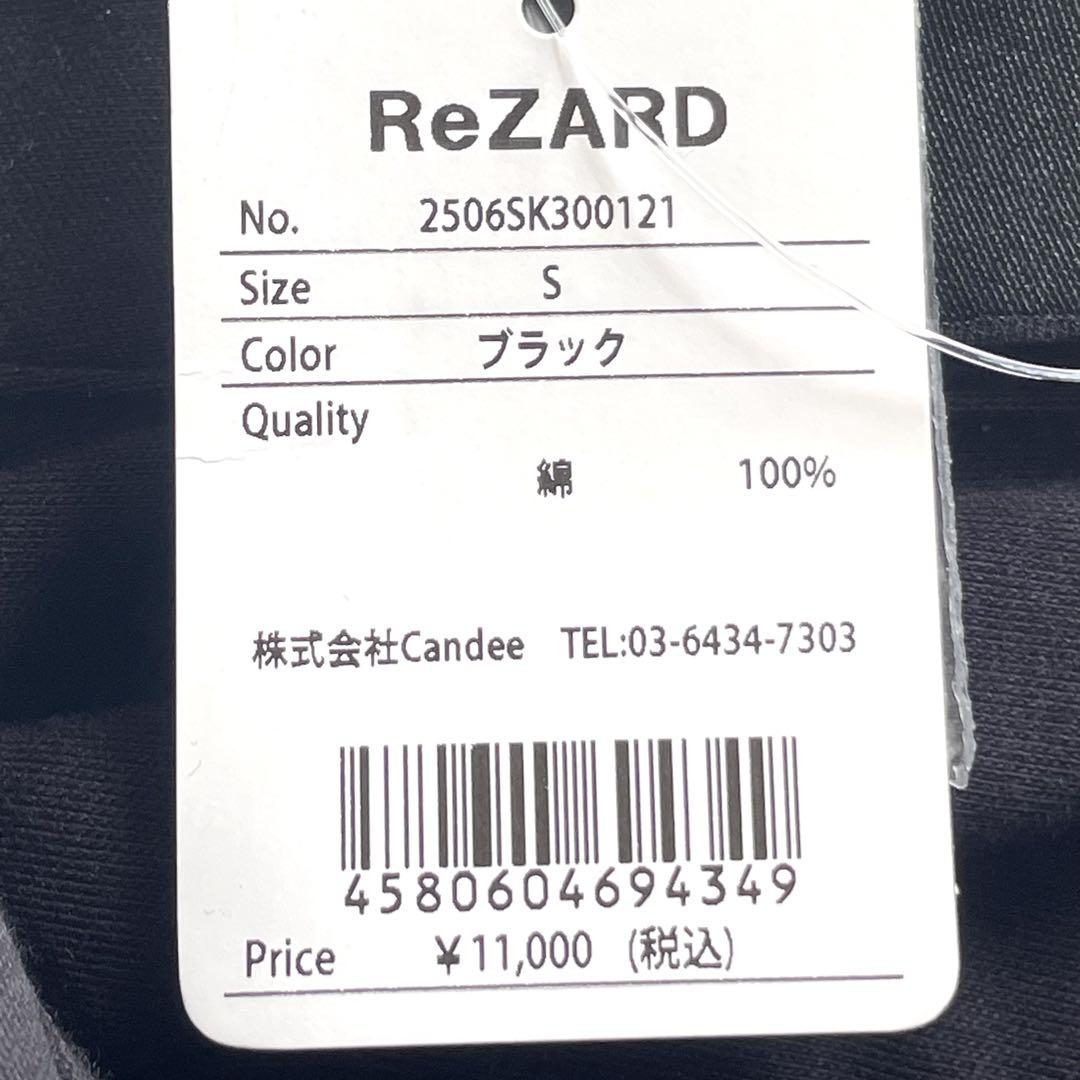 ReZARD
No. 2506SK300121
Size S
Color ブラック
Quality
綿 100%
株式会社Candee TEL:03-6434-7303
4580604694349
Price ¥11,000 (税込)